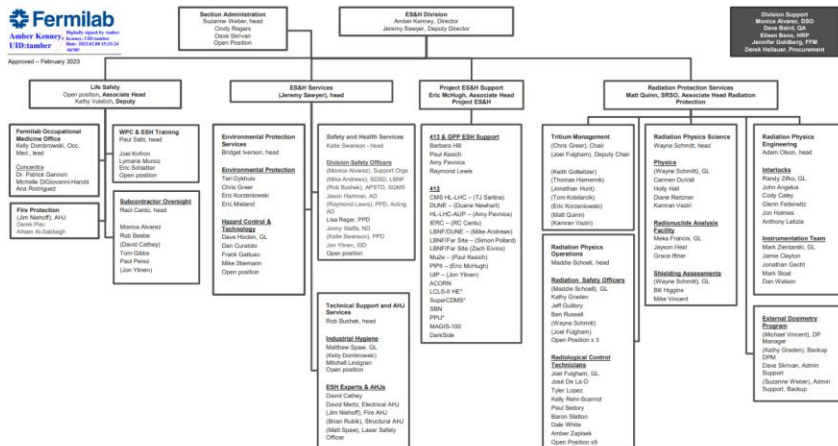 Fermilab
Amber Kenney,
UID:tamber
Digitally signed by Amber
Kenney, UID:tamber
Approved – February 2023
Section Administration
Suzanne Weber, head
Cindy Rogers
Dave Skrivan
Open Position
ES&H Division
Amber Kenney, Director
Jeremy Sawyer, Deputy Director
Division Support
Monica Alvarez, DSO
Dave Baird, QA
Jennifer Goldberg, FFM
Derek Hellauer, Procurement
Life Safety
Open position, Associate Head
Kathy Vuletich, Deputy
ES&H Services
(Jeremy Sawyer), head
Project ES&H Support
Eric McHugh, Associate Head
Project ES&H
Radiation Protection Services
Matt Quinn, SRSO, Associate Head Radiation
Protection
Fermilab Occupational
Medicine Office
Kelly Dombrowski, Occ.
Med., lead
Concentra
Dr. Patrick Gannon
Michelle DiGiovanni-Harold
Ana Rodriguez
Fire Protection
(Jim Niehoff), AHJ
Derek Plec
WPC & ESH Training
Paul Satti, head
Joel Kofron
Lymarie Munoz
Eric Schlatter
Open position
Subcontractor Oversight
Raúl Cantú, head
Monica Alvarez
Rob Beebe
(David Cathey)
Tom Gibba
Paul Perez
(Jon Ylinen)
Environmental Protection
Services
Bridget Iverson, head
Environmental Protection
Teri Dykhuis
Chris Greer
Eric Korzeniowski
Eric Mieland
Hazard Control &
Technology
Dave Hockin, GL
Dan Curatolo
Frank Gattuso
Mike Stiemann
Open position
Safety and Health Services
Katie Swanson - head
Division Safety Officers
(Monica Alvarez), Support Orgs
(Mike Andrews), SDSD, LBNF
(Rob Bushek), APSTD, SQMS
Jason Hartman, AD
(Raymond Lewis), PPD, Acting
AD
Lisa Reger, PPD
Jonny Staffa, ND
(Katie Swanson), PPD
Jon Ylinen, ISD
Open position
Technical Support and AHJ
Services
Rob Bushek, head
Industrial Hygiene
Matthew Spaw, GL
(Kelly Dombrowski)
Mitchell Lindgren
Open position
ESH Experts & AHJs
David Cathey
David Mertz, Electrical AHJ
(Jim Niehoff), Fire AHJ
(Brian Rubik), Structural AHJ
(Matt Spaw), Laser Safety
Officer
413 & GPP ESH Support
Barbara Hill
Paul Kesich
Amy Pavnica
Raymond Lewis
413
CMS HL-LHC – (TJ Sarlina)
DUNE – (Duane Newhart)
HL-LHC-AUP – (Amy Pavnica)
IERC – (RC Cantu)
LBNF/DUNE – (Mike Andrews)
LBNF/Far Site – (Simon Pollard)
LBNF/Far Site (Zach Elvins)
Mu2e – (Paul Kesich)
PIPII – (Eric McHugh)
UIP – (Jon Ylinen)
ACORN
LCLS-II HE*
SuperCDMS*
SBN
PPU*
MAGIS-100
DarkSide
Tritium Management
(Chris Greer), Chair
(Joel Fulgham), Deputy Chair
(Keith Gollwitzer)
(Jonathan Hunt)
(Tom Kobilarcik)
(Eric Korzeniowski)
(Matt Quinn)
(Kamran Vaziri)
Radiation Physics
Operations
Maddie Schoell, head
Radiation Safety Officers
(Maddie Schoell), GL
Kathy Graden
Jeff Guillory
Ben Russell
(Wayne Schmitt)
(Joel Fulgham)
Open Position x 3
Radiological Control
Technicians
Joel Fulgham, GL
José De La O
Tyler Lopez
Kelly Rehr-Scarnot
Paul Sedory
Baron Statton
Dale White
Amber Zapisek
Open Position x9
Radiation Physics Science
Wayne Schmitt, head
Physics
(Wayne Schmitt), GL
Carmen DuVall
Holly Hall
Diane Reitzner
Kamran Vaziri
Radionuclide Analysis
Facility
Meka Francis, GL
Jayson Hest
Grace Iftner
Shielding Assessments
(Wayne Schmitt), GL
Bill Higgins
Mike Vincent
Radiation Physics
Engineering
Adam Olson, head
Interlocks
Randy Zifko, GL
John Angelus
Cody Caley
Glenn Federwitz
Jon Holmes
Anthony Letizia
Instrumentation Team
Mark Zientarski, GL
Jamie Clayton
Jonathan Gecht
Mark Sloat
Dan Watson
External Dosimetry
Program
(Michael Vincent), DP
Manager
(Kathy Graden), Backup
DPM
Dave Skrivan, Admin
Support
(Suzanne Weber), Admin
Support, Backup